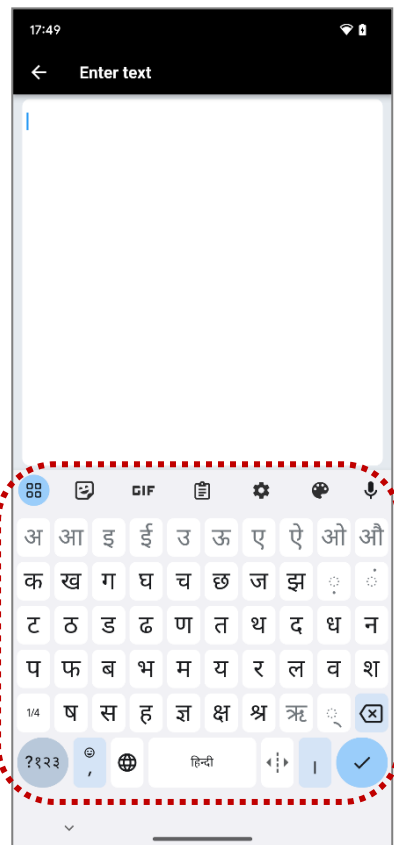 17:49
Enter text
GIF
अ आ इ ई उ ऊ ए ऐ ओ औ
क ख ग घ च छ ज झ ़ ं
ट ठ ड ढ ण त थ द ध न
प फ ब भ म य र ल व श
1/4 ष स ह ज्ञ क्ष श्र ऋ ्
?१२३ , हिन्दी ।